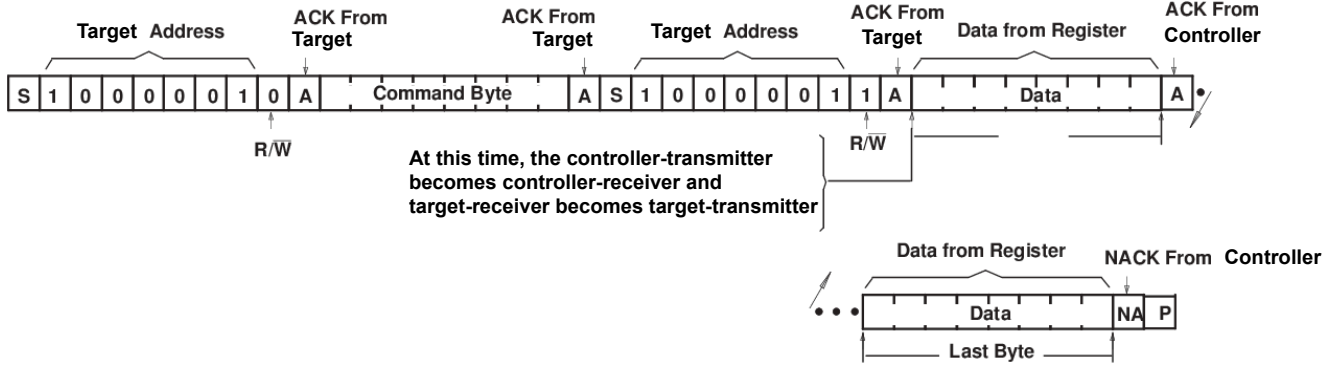 ACK From Target
ACK From Target
ACK From Target
ACK From Controller
Target Address
Target Address
Data from Register
S 1 0 0 0 0 0 1 0 A Command Byte A S 1 0 0 0 0 0 1 1 A Data A
R/W̅
R/W̅
At this time, the controller-transmitter
becomes controller-receiver and
target-receiver becomes target-transmitter
Data from Register
NACK From Controller
Data NA P
Last Byte